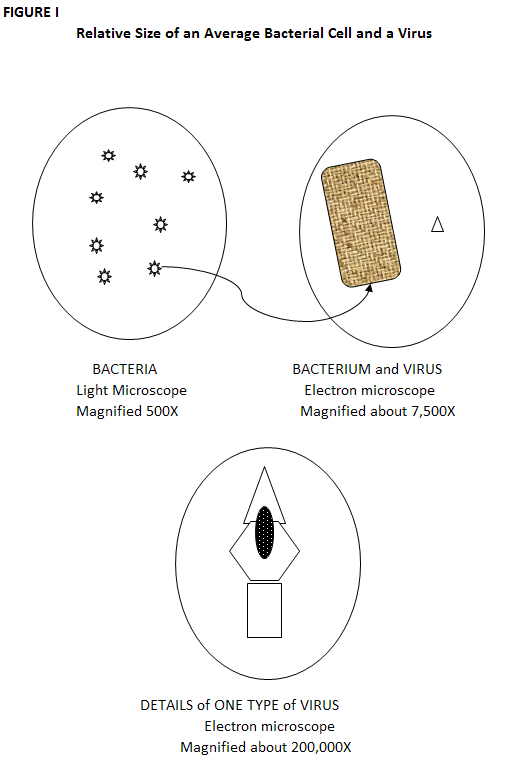 FIGURE I
Relative Size of an Average Bacterial Cell and a Virus
BACTERIA
Light Microscope
Magnified 500X
BACTERIUM and VIRUS
Electron microscope
Magnified about 7,500X
DETAILS of ONE TYPE of VIRUS
Electron microscope
Magnified about 200,000X